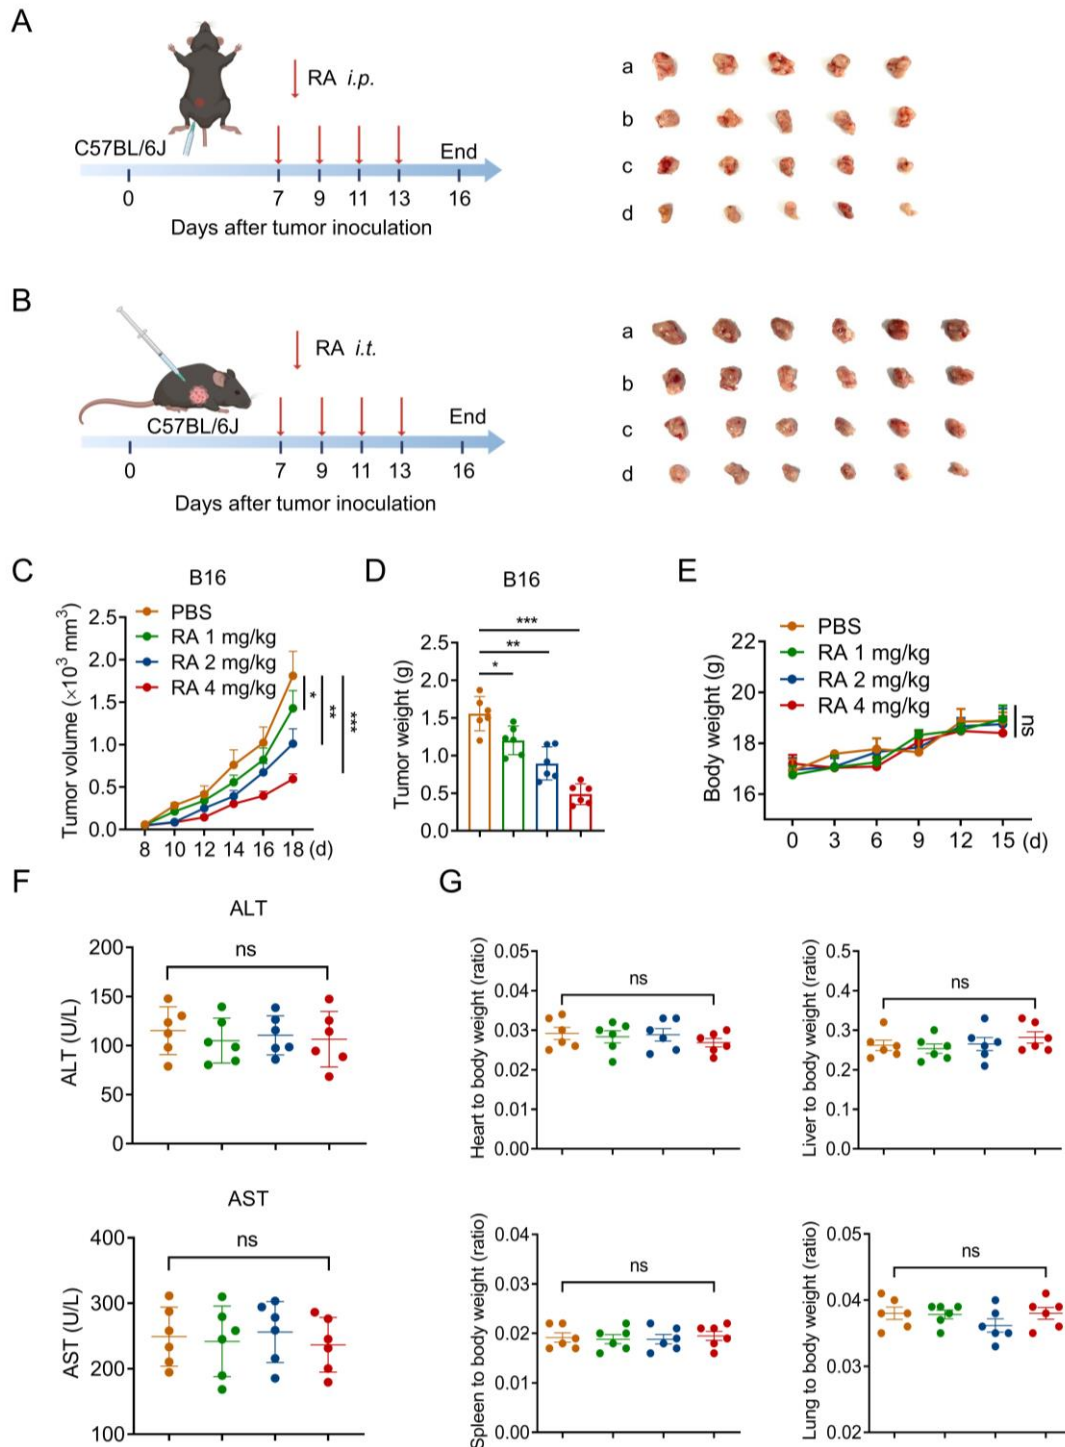 A
RA i.p.
C57BL/6J
End
0 7 9 11 13 16
Days after tumor inoculation
a
b
c
d
B
RA i.t.
C57BL/6J
End
0 7 9 11 13 16
Days after tumor inoculation
a
b
c
d
C
B16
PBS
RA 1 mg/kg
RA 2 mg/kg
RA 4 mg/kg
Tumor volume (×10³ mm³)
2.5
2.0
1.5
1.0
0.5
0.0
8 10 12 14 16 18 (d)
*
**
***
D
B16
***
**
*
Tumor weight (g)
2.5
2.0
1.5
1.0
0.5
0.0
E
PBS
RA 1 mg/kg
RA 2 mg/kg
RA 4 mg/kg
Body weight (g)
22
20
18
16
0 3 6 9 12 15 (d)
ns
F
ALT
ALT (U/L)
200
150
100
50
0
ns
AST
AST (U/L)
400
300
200
100
ns
G
Heart to body weight (ratio)
0.05
0.04
0.03
0.02
0.01
0.00
ns
Liver to body weight (ratio)
0.5
0.4
0.3
0.2
0.1
0.0
ns
Spleen to body weight (ratio)
0.04
0.03
0.02
0.01
0.00
ns
Lung to body weight (ratio)
0.05
0.04
0.03
0.02
ns